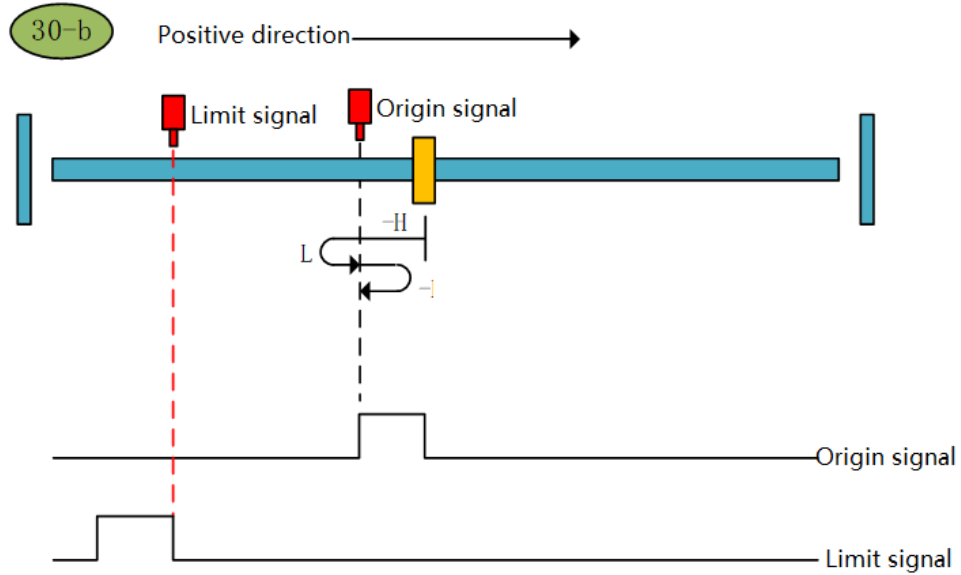 30-b
Positive direction
Limit signal
Origin signal
-H
L
Origin signal
Limit signal